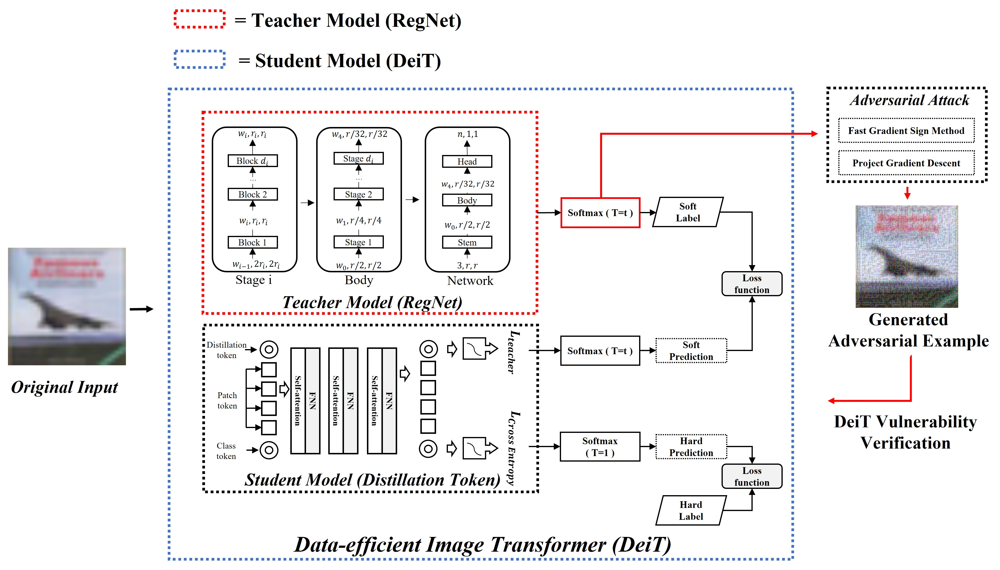 = Teacher Model (RegNet)
= Student Model (DeiT)
Adversarial Attack
Fast Gradient Sign Method
Project Gradient Descent
w_i, r_i, r_i
Block d_i
...
Block 2
w_i, r_i, r_i
Block 1
w_{i−1}, 2r_i, 2r_i
Stage i
w_4, r/32, r/32
Stage d_i
...
Stage 2
w_1, r/4, r/4
Stage 1
w_0, r/2, r/2
Body
n, 1,1
Head
w_4, r/32, r/32
Body
w_0, r/2, r/2
Stem
3, r, r
Network
Teacher Model (RegNet)
Softmax ( T=t )
Soft
Label
Loss
function
Original Input
Distillation
token
Patch
token
Class
token
Self-attention
FNN
Self-attention
FNN
Self-attention
FNN
L_teacher
L_Cross Entropy
Student Model (Distillation Token)
Softmax ( T=t )
Soft
Prediction
Softmax
( T=1 )
Hard
Prediction
Loss
function
Hard
Label
Data-efficient Image Transformer (DeiT)
Generated
Adversarial Example
DeiT Vulnerability
Verification